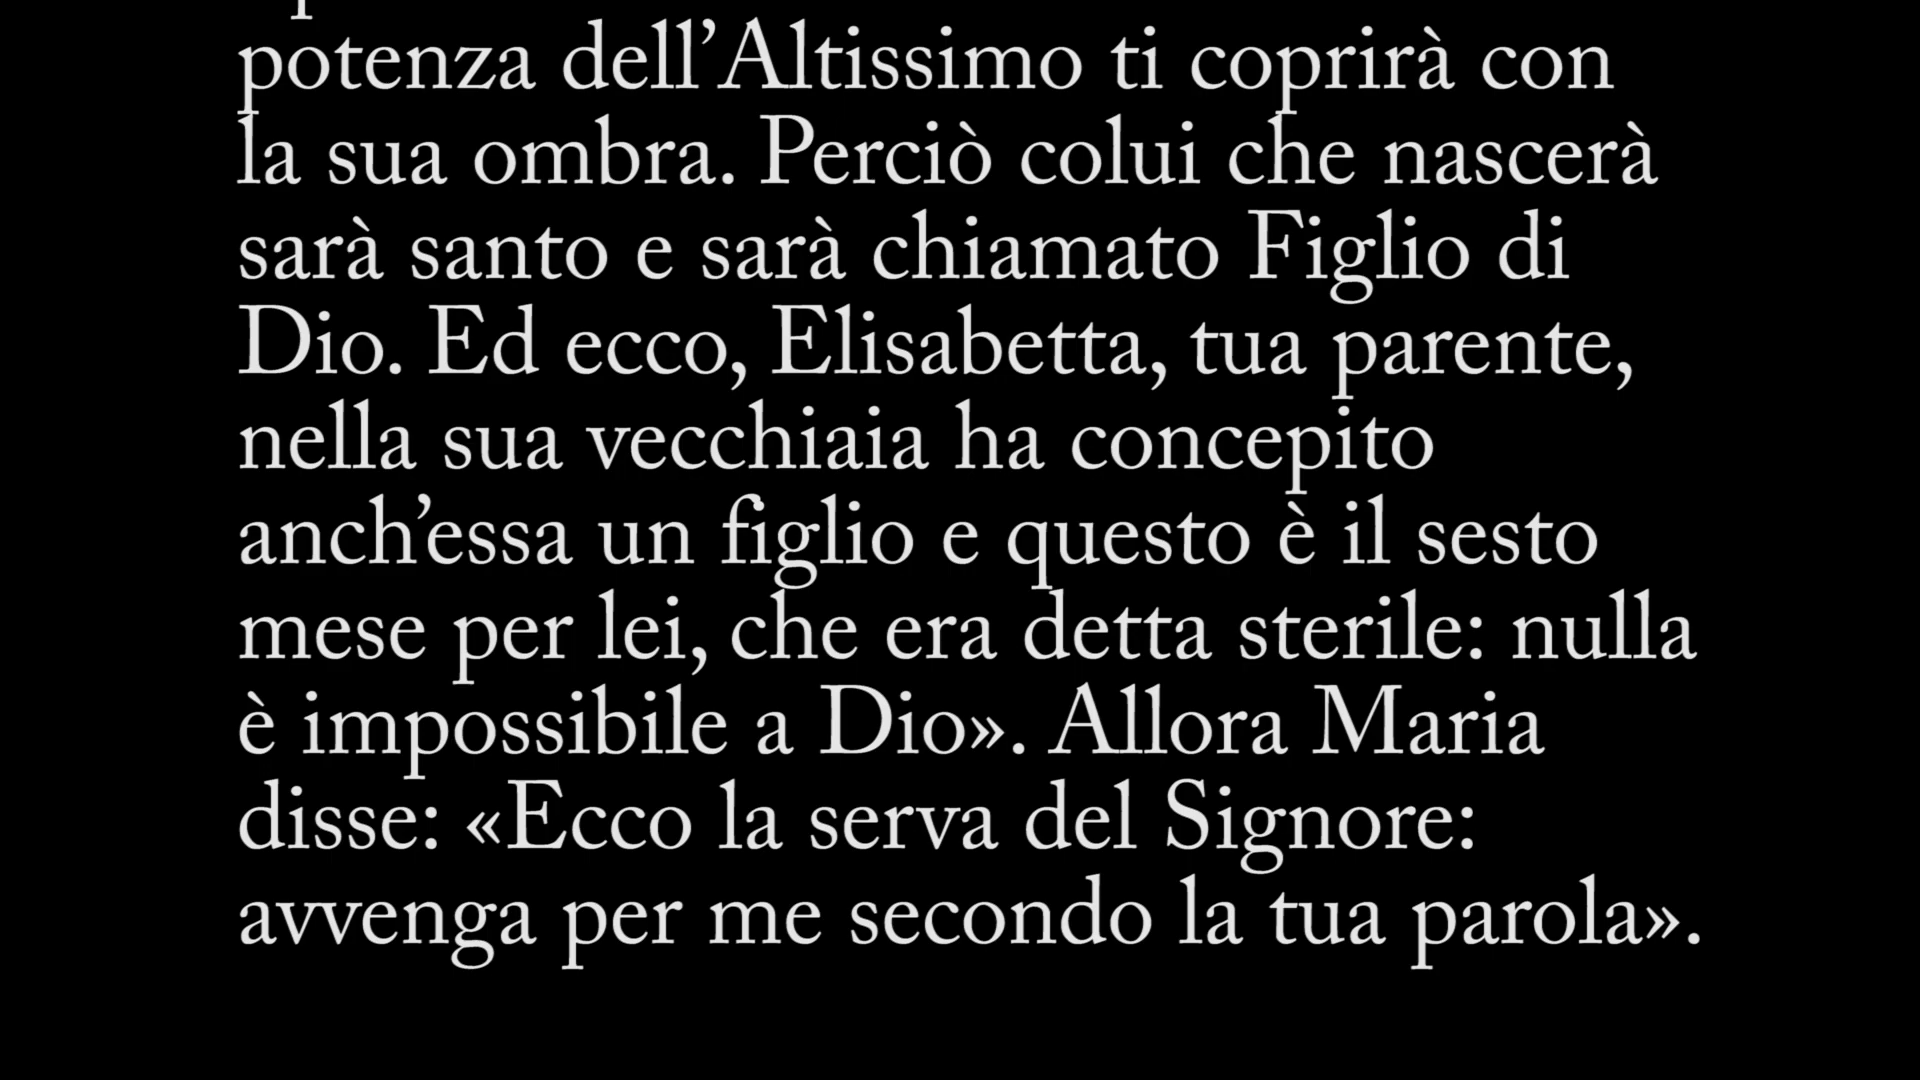 potenza dell’Altissimo ti coprirà con
la sua ombra. Perciò colui che nascerà
sarà santo e sarà chiamato Figlio di
Dio. Ed ecco, Elisabetta, tua parente,
nella sua vecchiaia ha concepito
anch’essa un figlio e questo è il sesto
mese per lei, che era detta sterile: nulla
è impossibile a Dio». Allora Maria
disse: «Ecco la serva del Signore:
avvenga per me secondo la tua parola».